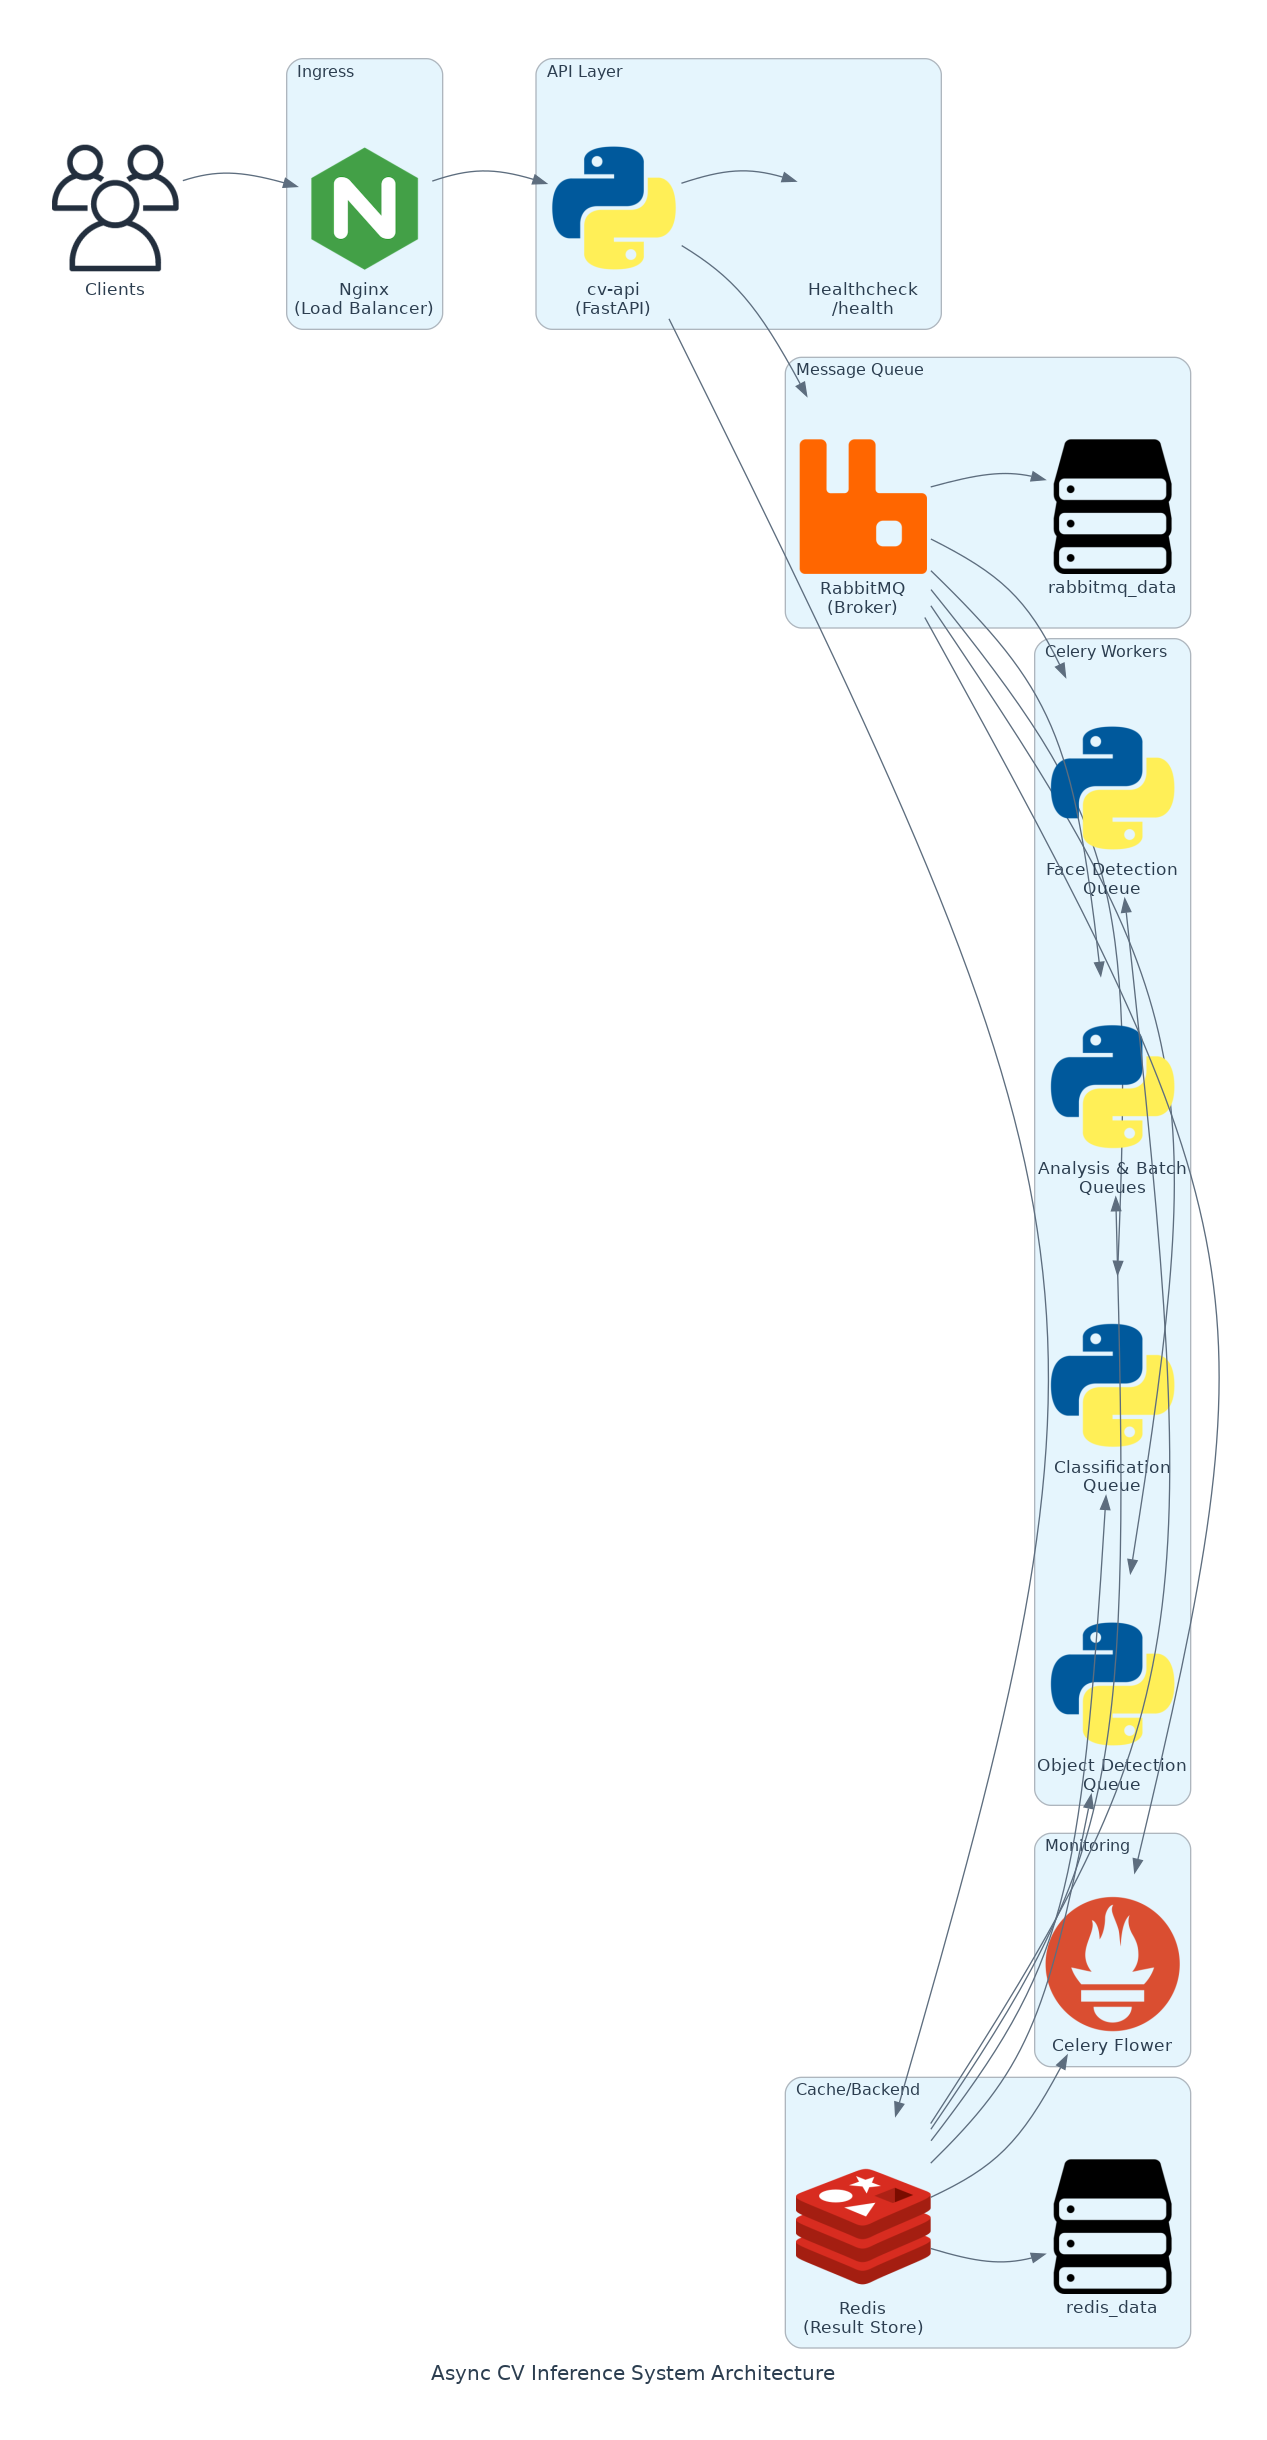 Ingress
API Layer
Clients
Nginx
(Load Balancer)
cv-api
(FastAPI)
Healthcheck
/health
Message Queue
RabbitMQ
(Broker)
rabbitmq_data
Celery Workers
Face Detection
Queue
Analysis & Batch
Queues
Classification
Queue
Object Detection
Queue
Monitoring
Celery Flower
Cache/Backend
Redis
(Result Store)
redis_data
Async CV Inference System Architecture